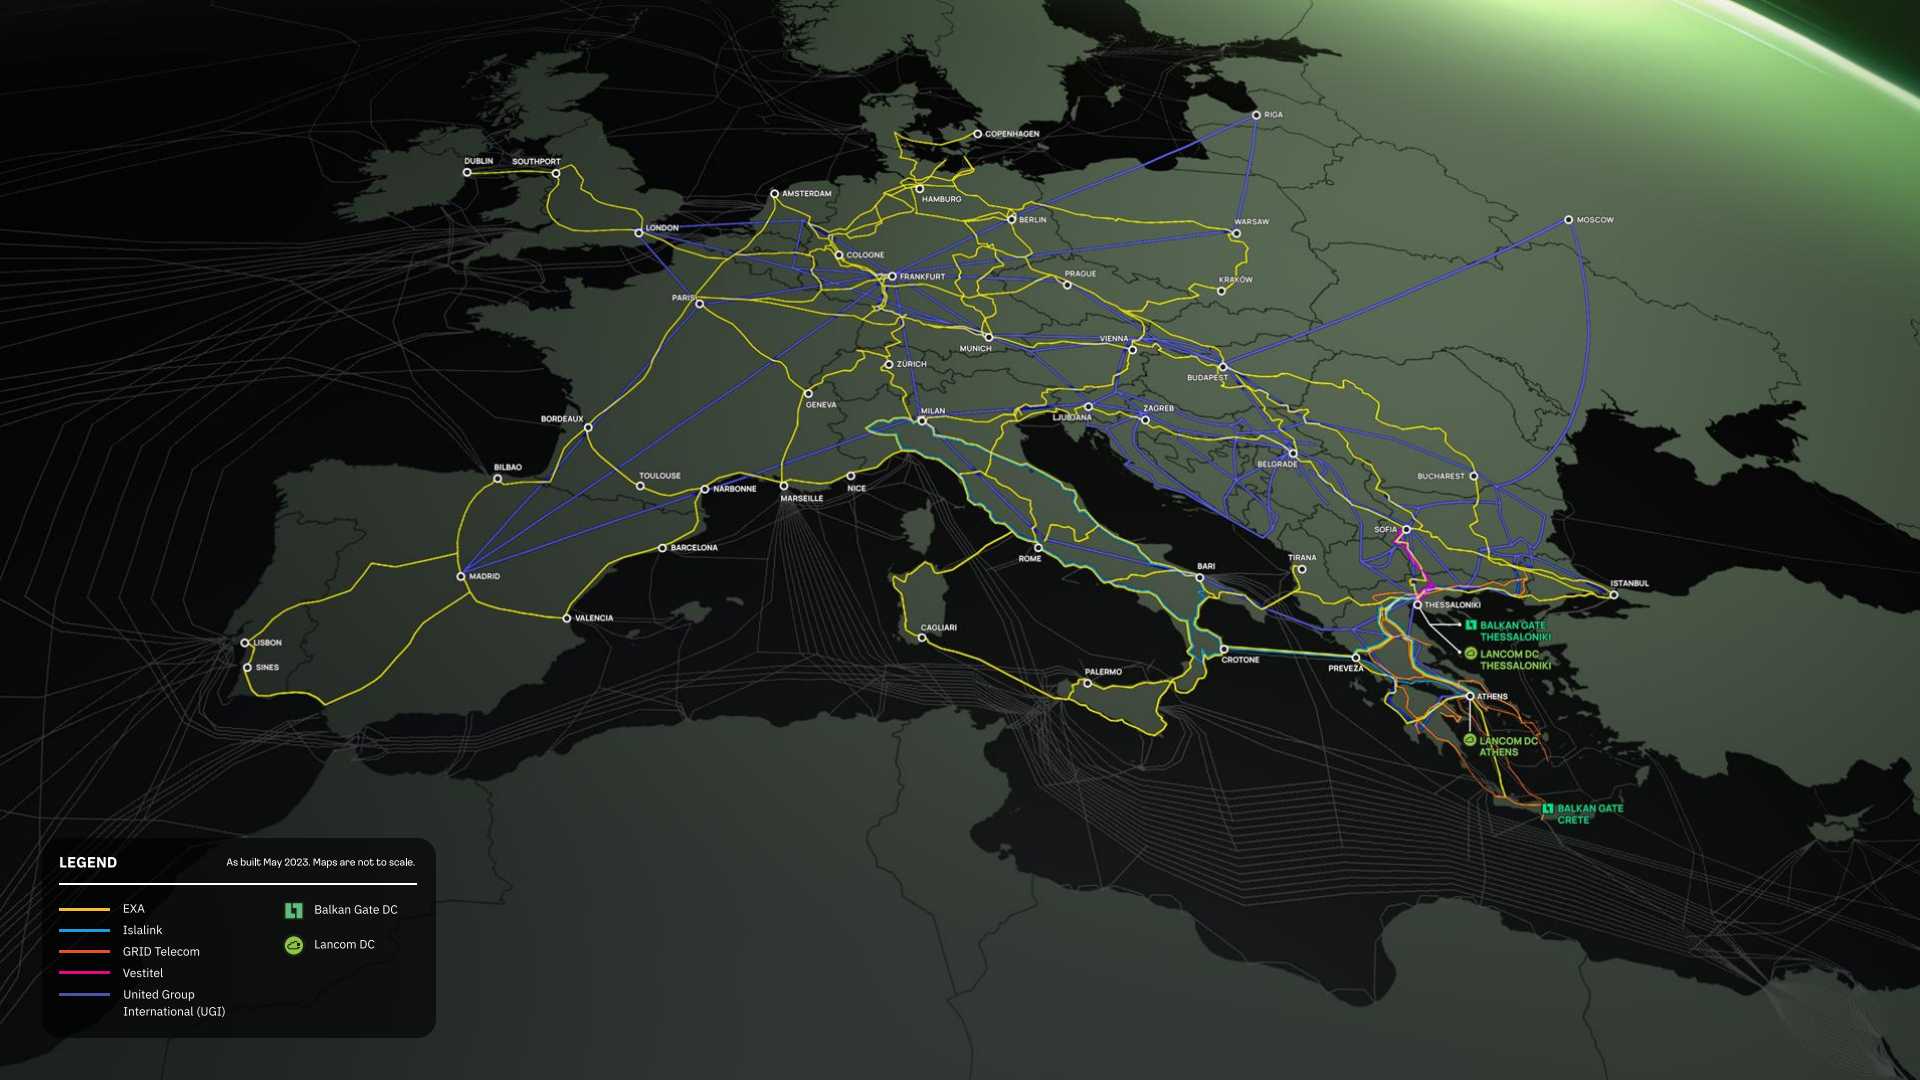 RIGA
COPENHAGEN
DUBLIN
SOUTHPORT
AMSTERDAM
HAMBURG
BERLIN
WARSAW
MOSCOW
LONDON
COLOGNE
FRANKFURT
PRAGUE
KRAKÓW
PARIS
VIENNA
MUNICH
ZÜRICH
BUDAPEST
GENEVA
MILAN
LJUBJANA
ZAGREB
BORDEAUX
BELGRADE
BILBAO
TOULOUSE
NARBONNE
MARSEILLE
NICE
BUCHAREST
SOFIA
BARCELONA
ROME
TIRANA
BARI
MADRID
ISTANBUL
VALENCIA
THESSALONIKI
BALKAN GATE
THESSALONIKI
CAGLIARI
LISBON
LANCOM DC
THESSALONIKI
CROTONE
PREVEZA
SINES
PALERMO
ATHENS
LANCOM DC
ATHENS
BALKAN GATE
CRETE
LEGEND
As built May 2023. Maps are not to scale.
EXA
Islalink
GRID Telecom
Vestitel
United Group
International (UGI)
Balkan Gate DC
Lancom DC